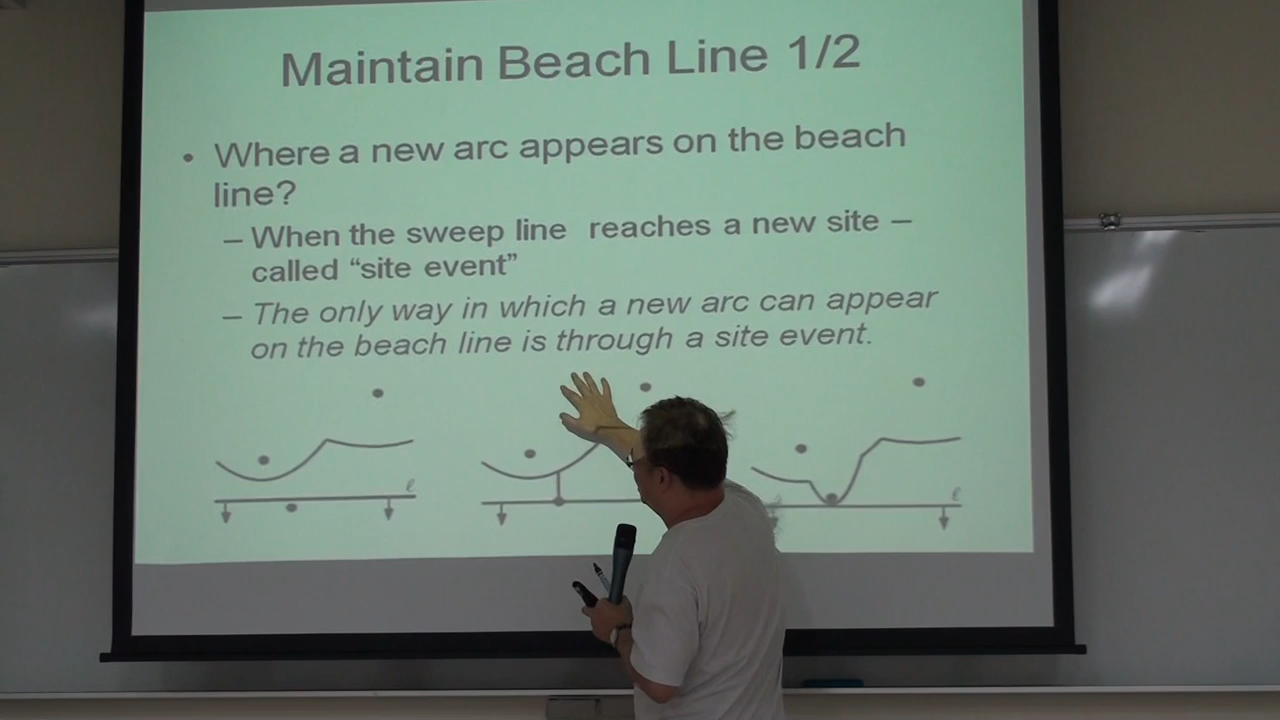 Maintain Beach Line 1/2
• Where a new arc appears on the beach
line?
– When the sweep line reaches a new site –
called “site event”
– The only way in which a new arc can appear
on the beach line is through a site event.
ℓ
ℓ